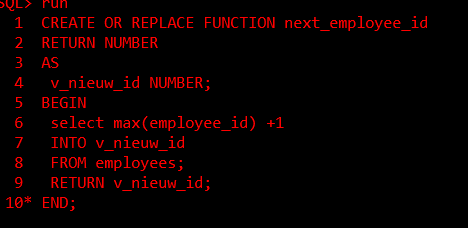 SQL> run
1 CREATE OR REPLACE FUNCTION next_employee_id
2 RETURN NUMBER
3 AS
4 v_nieuw_id NUMBER;
5 BEGIN
6 select max(employee_id) +1
7 INTO v_nieuw_id
8 FROM employees;
9 RETURN v_nieuw_id;
10* END;